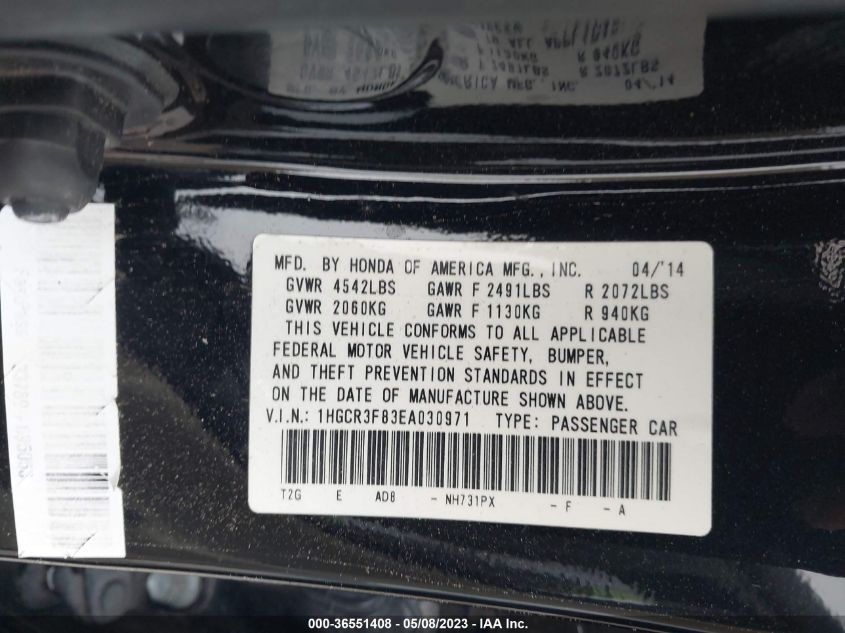 MFD. BY HONDA OF AMERICA MFG., INC. 04/'14
GVWR 4542LBS GAWR F 2491LBS R 2072LBS
GVWR 2060KG GAWR F 1130KG R 940KG
THIS VEHICLE CONFORMS TO ALL APPLICABLE
FEDERAL MOTOR VEHICLE SAFETY, BUMPER,
AND THEFT PREVENTION STANDARDS IN EFFECT
ON THE DATE OF MANUFACTURE SHOWN ABOVE.
V.I.N.: 1HGCR3F83EA030971 TYPE: PASSENGER CAR
T2G E AD8 - NH731PX - F - A
000-36551408 - 05/08/2023 - IAA Inc.